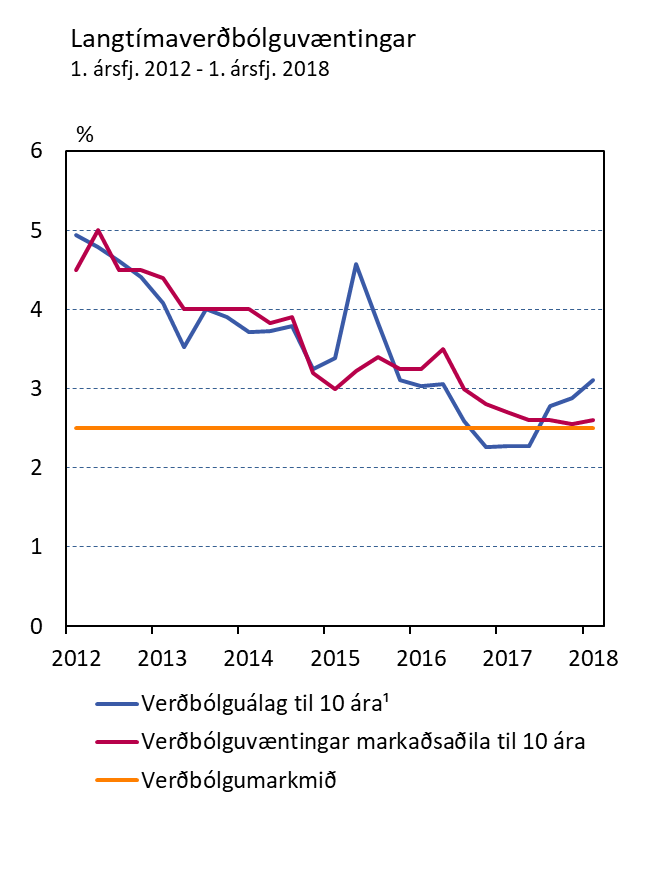 Langtímaverðbólguvæntingar
1. ársfj. 2012 - 1. ársfj. 2018
%
6
5
4
3
2
1
0
2012 2013 2014 2015 2016 2017 2018
Verðbólguálag til 10 ára¹
Verðbólguvæntingar markaðsaðila til 10 ára
Verðbólgumarkmið